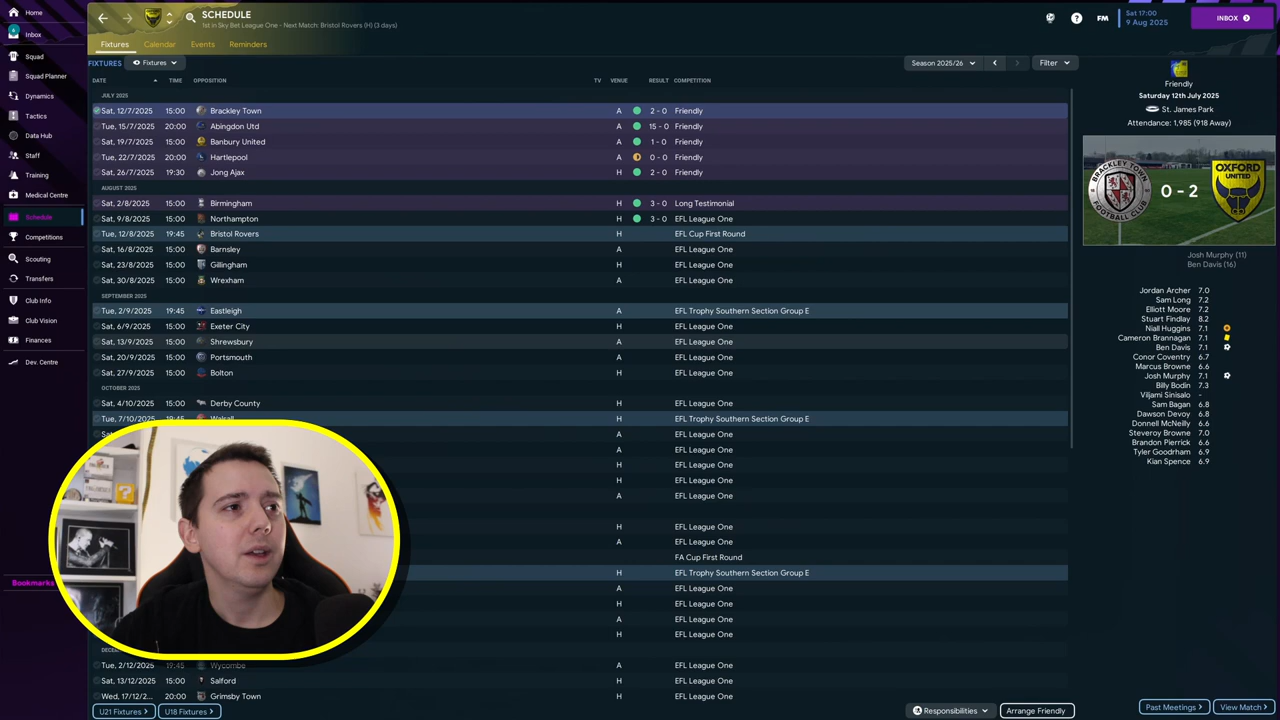 Home
SCHEDULE
1st in Sky Bet League One - Next Match: Bristol Rovers (H) (3 days)
FM
Sat 17:00
9 Aug 2025
INBOX
Inbox
Squad
Squad Planner
Dynamics
Tactics
Data Hub
Staff
Training
Medical Centre
Schedule
Competitions
Scouting
Transfers
Club Info
Club Vision
Finances
Dev. Centre
Bookmarks
Fixtures Calendar Events Reminders
FIXTURES Fixtures Season 2025/26 Filter
DATE TIME OPPOSITION TV VENUE RESULT COMPETITION
JULY 2025
Sat, 12/7/2025 15:00 Brackley Town A 2 - 0 Friendly
Tue, 15/7/2025 20:00 Abingdon Utd A 15 - 0 Friendly
Sat, 19/7/2025 15:00 Banbury United A 1 - 0 Friendly
Tue, 22/7/2025 20:00 Hartlepool A 0 - 0 Friendly
Sat, 26/7/2025 19:30 Jong Ajax H 2 - 0 Friendly
AUGUST 2025
Sat, 2/8/2025 15:00 Birmingham H 3 - 0 Long Testimonial
Sat, 9/8/2025 15:00 Northampton H 3 - 0 EFL League One
Tue, 12/8/2025 19:45 Bristol Rovers H EFL Cup First Round
Sat, 16/8/2025 15:00 Barnsley A EFL League One
Sat, 23/8/2025 15:00 Gillingham H EFL League One
Sat, 30/8/2025 15:00 Wrexham A EFL League One
SEPTEMBER 2025
Tue, 2/9/2025 19:45 Eastleigh A EFL Trophy Southern Section Group E
Sat, 6/9/2025 15:00 Exeter City H EFL League One
Sat, 13/9/2025 15:00 Shrewsbury A EFL League One
Sat, 20/9/2025 15:00 Portsmouth A EFL League One
Sat, 27/9/2025 15:00 Bolton H EFL League One
OCTOBER 2025
Sat, 4/10/2025 15:00 Derby County H EFL League One
Tue, 7/10/2025 19:45 Walsall H EFL Trophy Southern Section Group E
A EFL League One
A EFL League One
H EFL League One
H EFL League One
A EFL League One
H EFL League One
A EFL League One
FA Cup First Round
H EFL Trophy Southern Section Group E
A EFL League One
H EFL League One
A EFL League One
H EFL League One
Tue, 2/12/2025 19:45 Wycombe A EFL League One
Sat, 13/12/2025 15:00 Salford H EFL League One
Wed, 17/12/2... 20:00 Grimsby Town H EFL League One
U21 Fixtures U18 Fixtures Responsibilities Arrange Friendly
Friendly
Saturday 12th July 2025
St. James Park
Attendance: 1,985 (918 Away)
BRACKLEY TOWN
FOOTBALL CLUB
0 - 2
OXFORD
UNITED
Josh Murphy (11)
Ben Davis (16)
Jordan Archer 7.0
Sam Long 7.2
Elliott Moore 7.2
Stuart Findlay 8.2
Niall Huggins 7.1
Cameron Brannagan 7.1
Ben Davis 7.1
Conor Coventry 6.7
Marcus Browne 6.6
Josh Murphy 7.1
Billy Bodin 7.3
Viljami Sinisalo -
Sam Bagan 6.8
Dawson Devoy 6.8
Donnell McNeilly 6.6
Steveroy Browne 7.0
Brandon Pierrick 6.6
Tyler Goodrham 6.9
Kian Spence 6.9
Past Meetings View Match